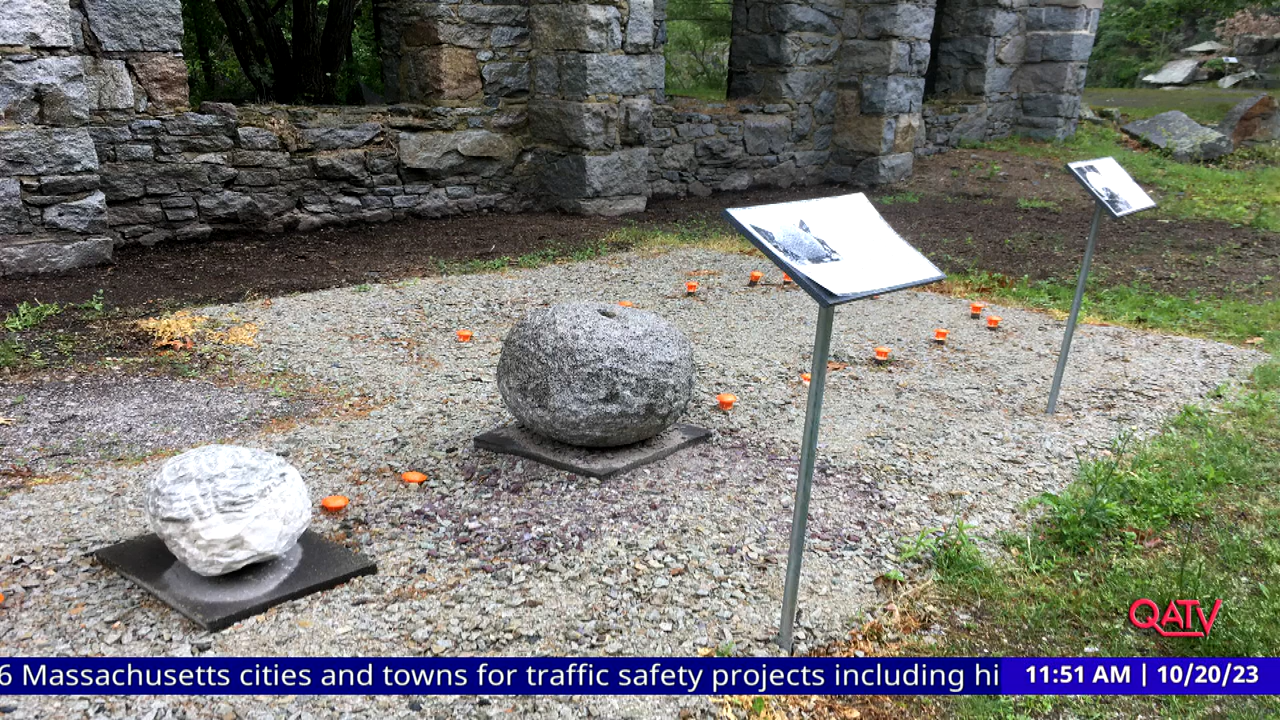 QATV
6 Massachusetts cities and towns for traffic safety projects including hi
11:51 AM | 10/20/23